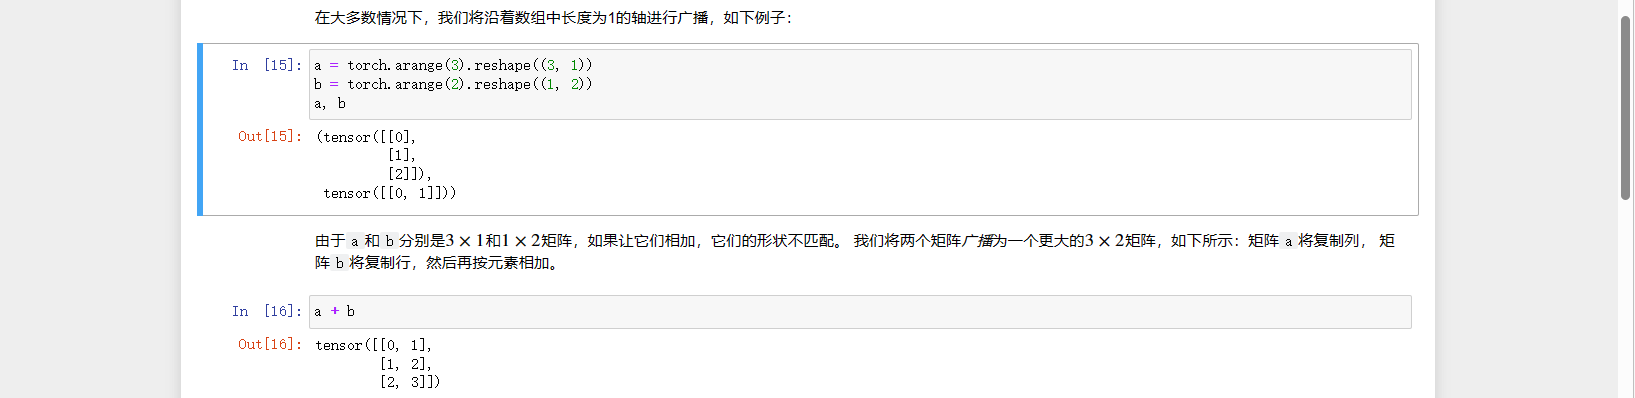 在大多数情况下，我们将沿着数组中长度为1的轴进行广播，如下例子：
In [15]: a = torch.arange(3).reshape((3, 1))
b = torch.arange(2).reshape((1, 2))
a, b
Out[15]: (tensor([[0],
[1],
[2]]),
tensor([[0, 1]]))
由于 a 和 b 分别是3 × 1和1 × 2矩阵，如果让它们相加，它们的形状不匹配。 我们将两个矩阵广播为一个更大的3 × 2矩阵，如下所示：矩阵 a 将复制列， 矩
阵 b 将复制行，然后再按元素相加。
In [16]: a + b
Out[16]: tensor([[0, 1],
[1, 2],
[2, 3]])